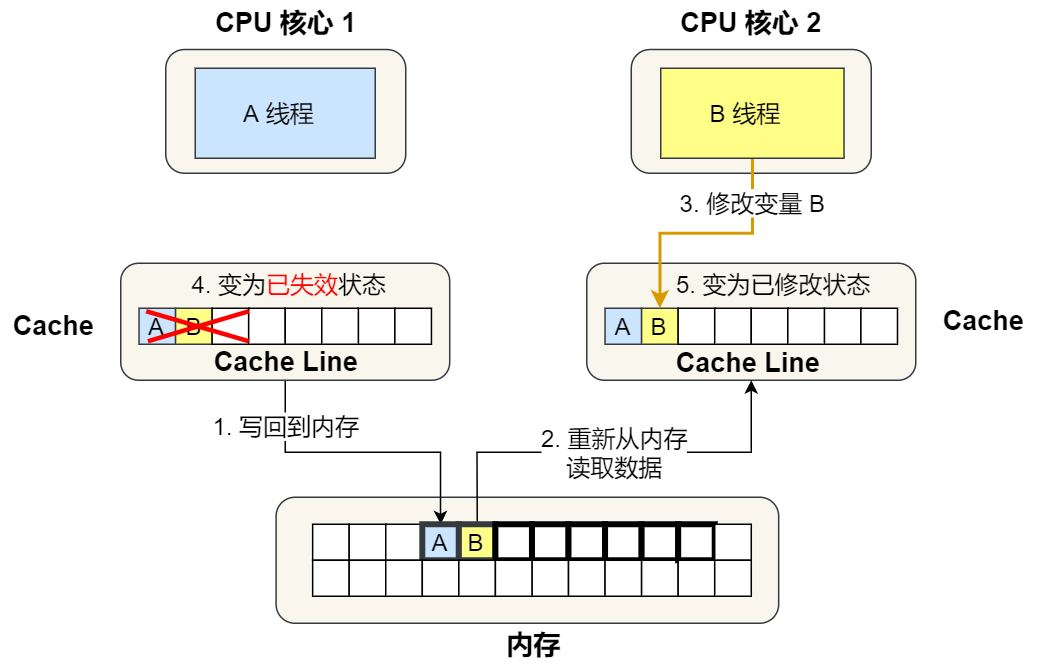 CPU 核心 1
CPU 核心 2
A 线程
B 线程
3. 修改变量 B
4. 变为已失效状态
5. 变为已修改状态
Cache
A B
A B
Cache
Cache Line
Cache Line
1. 写回到内存
2. 重新从内存
读取数据
A B
内存